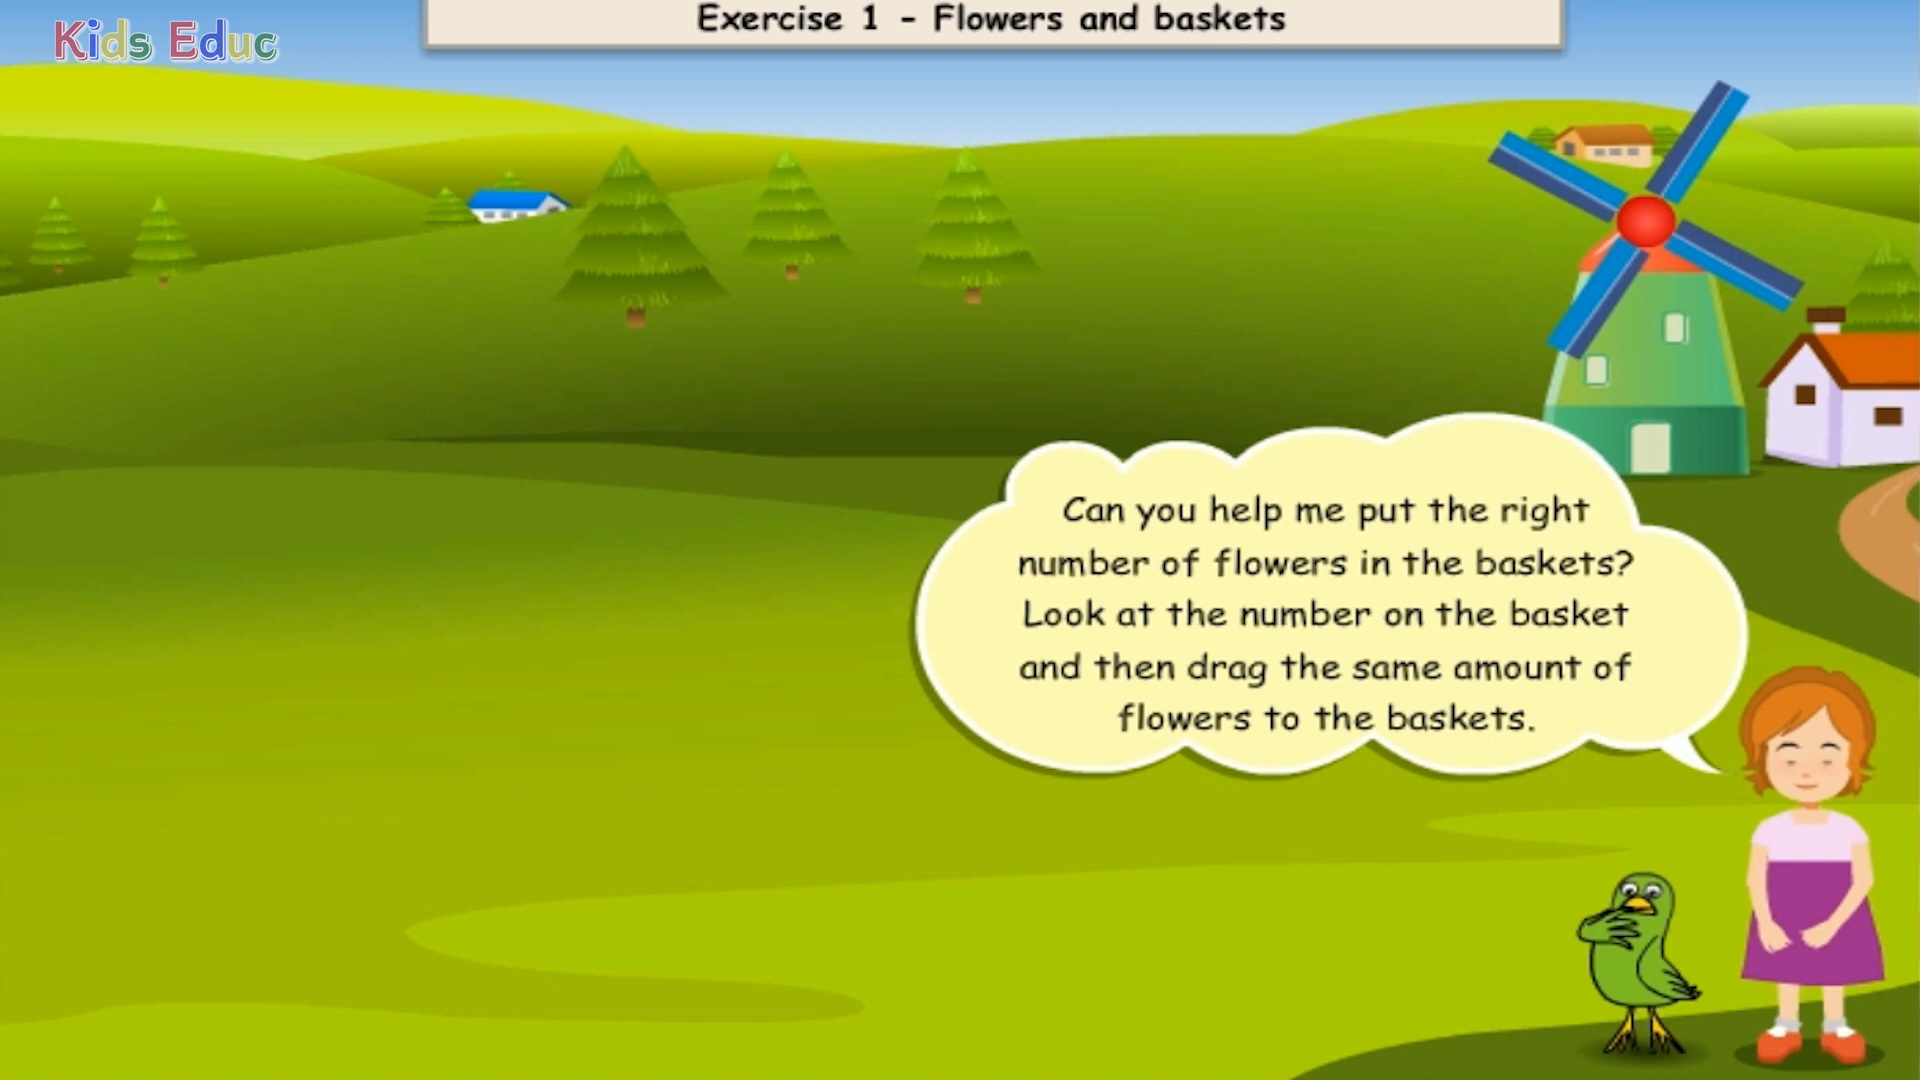 Kids Educ
Exercise 1 - Flowers and baskets
Can you help me put the right
number of flowers in the baskets?
Look at the number on the basket
and then drag the same amount of
flowers to the baskets.